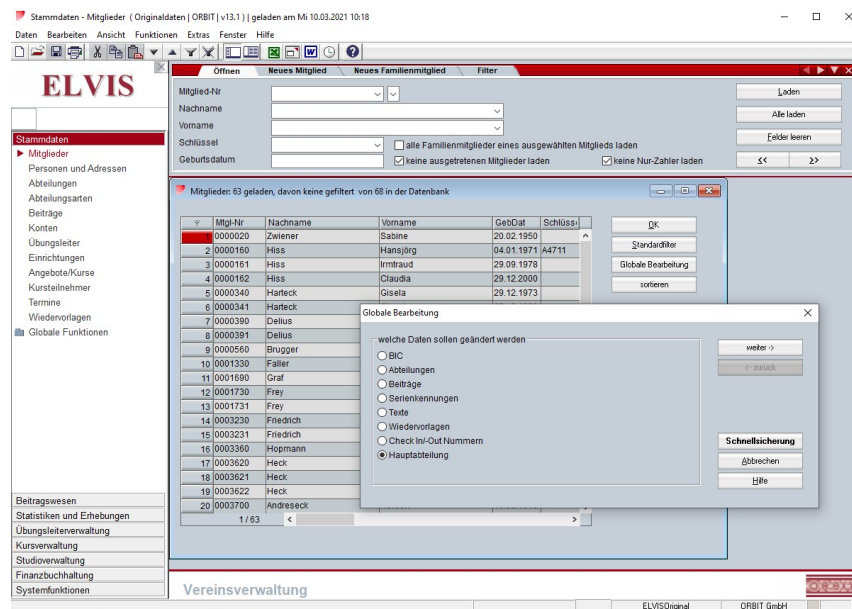 Stammdaten - Mitglieder ( Originaldaten | ORBIT | v13.1 ) | geladen am Mi 10.03.2021 10:18
Daten Bearbeiten Ansicht Funktionen Extras Fenster Hilfe
ELVIS
Öffnen Neues Mitglied Neues Familienmitglied Filter
Mitglied-Nr
Laden
Nachname
Alle laden
Vorname
Felder leeren
Schlüssel
alle Familienmitglieder eines ausgewählten Mitglieds laden
Geburtsdatum
keine ausgetretenen Mitglieder laden
keine Nur-Zahler laden
<< >>
Stammdaten
Mitglieder
Personen und Adressen
Abteilungen
Abteilungsarten
Beiträge
Konten
Übungsleiter
Einrichtungen
Angebote/Kurse
Kursteilnehmer
Termine
Wiedervorlagen
Globale Funktionen
Beitragswesen
Statistiken und Erhebungen
Übungsleiterverwaltung
Kursverwaltung
Studioverwaltung
Finanzbuchhaltung
Systemfunktionen
Mitglieder: 63 geladen, davon keine gefiltert von 68 in der Datenbank
Mtgl-Nr Nachname Vorname GebDat Schlüss
1 0000020 Zwiener Sabine 20.02.1950
2 0000160 Hiss Hansjörg 04.01.1971 A4711
3 0000161 Hiss Irmtraud 29.09.1978
4 0000162 Hiss Claudia 29.12.2000
5 0000340 Harteck Gisela 29.12.1973
6 0000341 Harteck
7 0000390 Delius
8 0000391 Delius
9 0000560 Brugger
10 0001330 Faller
11 0001690 Graf
12 0001730 Frey
13 0001731 Frey
14 0003230 Friedrich
15 0003231 Friedrich
16 0003360 Hopmann
17 0003620 Heck
18 0003621 Heck
19 0003622 Heck
20 0003700 Andreseck
1 / 63
OK
Standardfilter
Globale Bearbeitung
sortieren
Globale Bearbeitung
welche Daten sollen geändert werden
BIC
Abteilungen
Beiträge
Serienkennungen
Texte
Wiedervorlagen
Check In/-Out Nummern
Hauptabteilung
weiter ->
<- zurück
Schnellsicherung
Abbrechen
Hilfe
Vereinsverwaltung
ORBIT
ELVISOriginal ORBIT GmbH